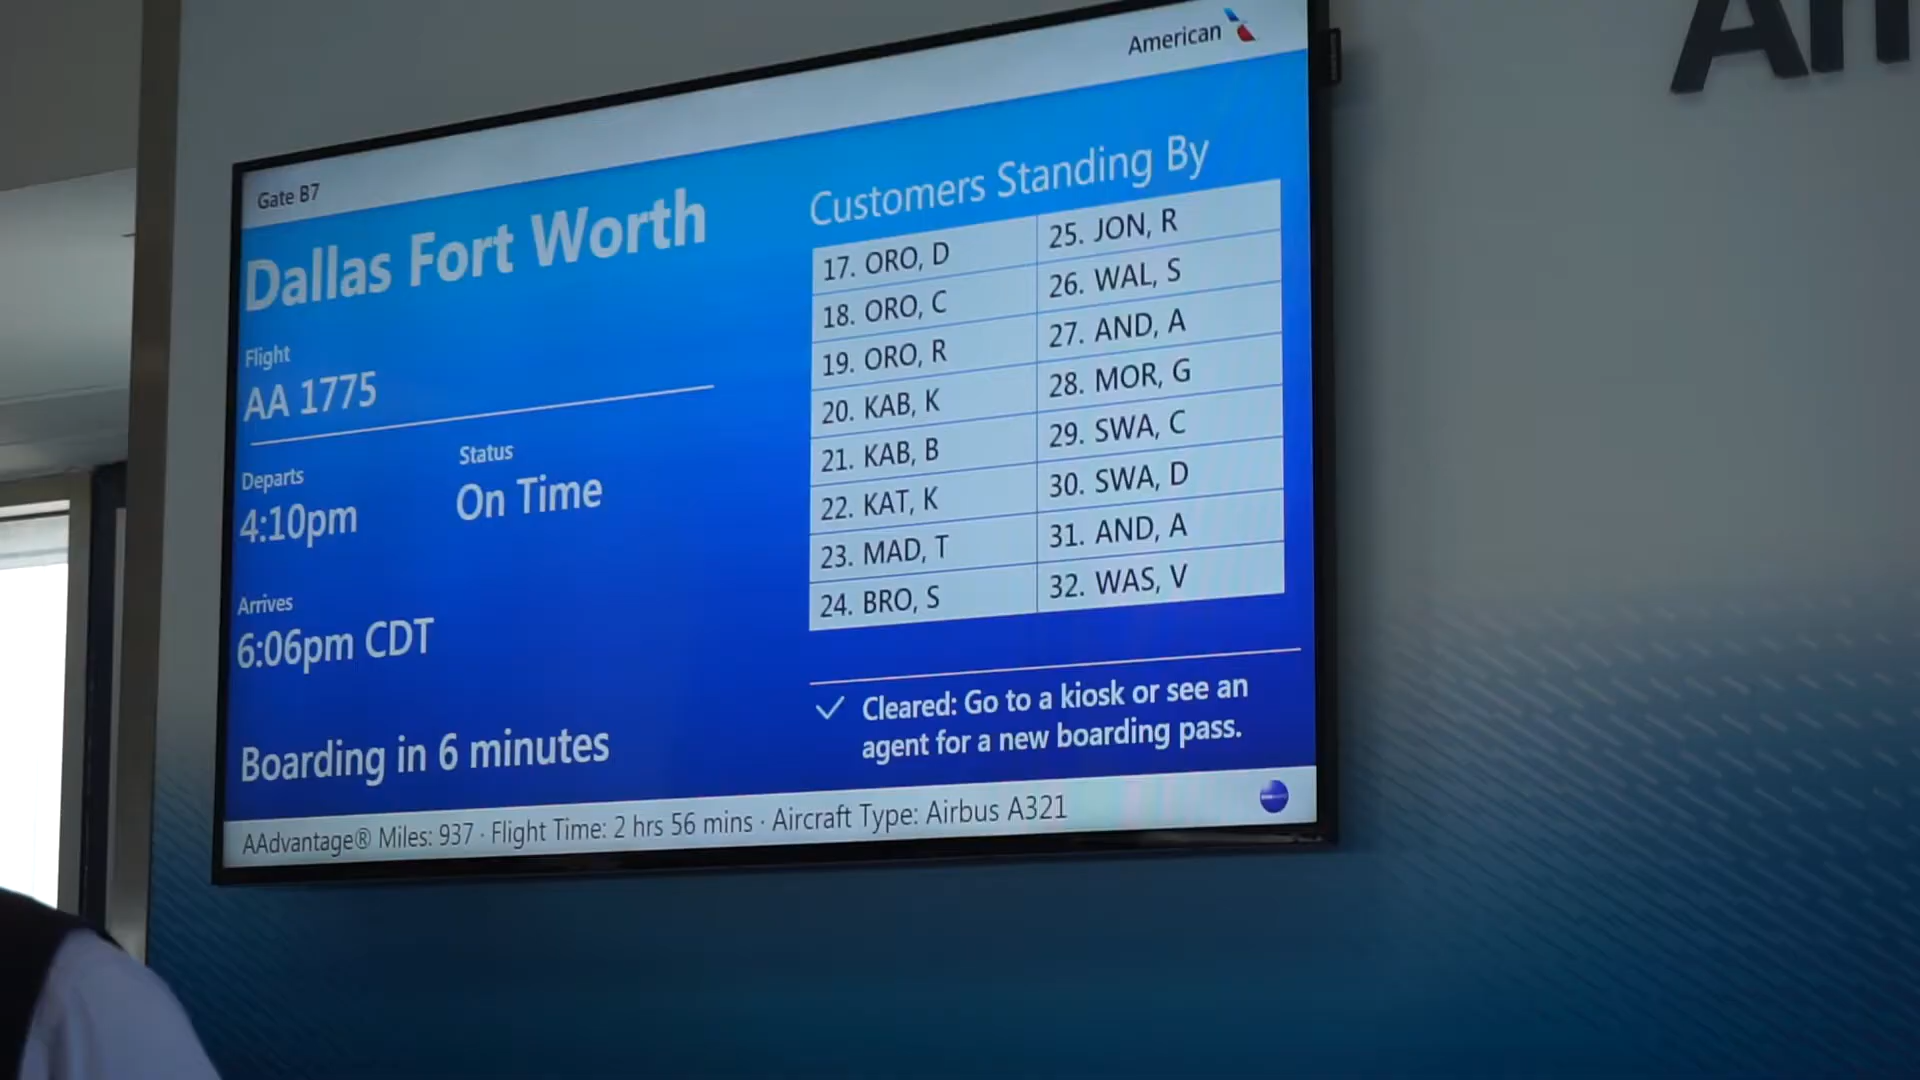 American
Gate B7
Dallas Fort Worth
Flight
AA 1775
Departs
4:10pm
Status
On Time
Arrives
6:06pm CDT
Boarding in 6 minutes
Customers Standing By
17. ORO, D
18. ORO, C
19. ORO, R
20. KAB, K
21. KAB, B
22. KAT, K
23. MAD, T
24. BRO, S
25. JON, R
26. WAL, S
27. AND, A
28. MOR, G
29. SWA, C
30. SWA, D
31. AND, A
32. WAS, V
✓ Cleared: Go to a kiosk or see an
agent for a new boarding pass.
AAdvantage® Miles: 937 · Flight Time: 2 hrs 56 mins · Aircraft Type: Airbus A321